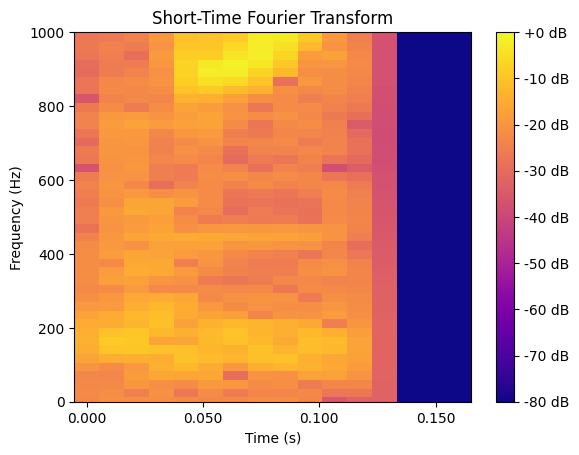 Short-Time Fourier Transform
Frequency (Hz)
1000
800
600
400
200
0
0.000
0.050
0.100
0.150
Time (s)
+0 dB
-10 dB
-20 dB
-30 dB
-40 dB
-50 dB
-60 dB
-70 dB
-80 dB